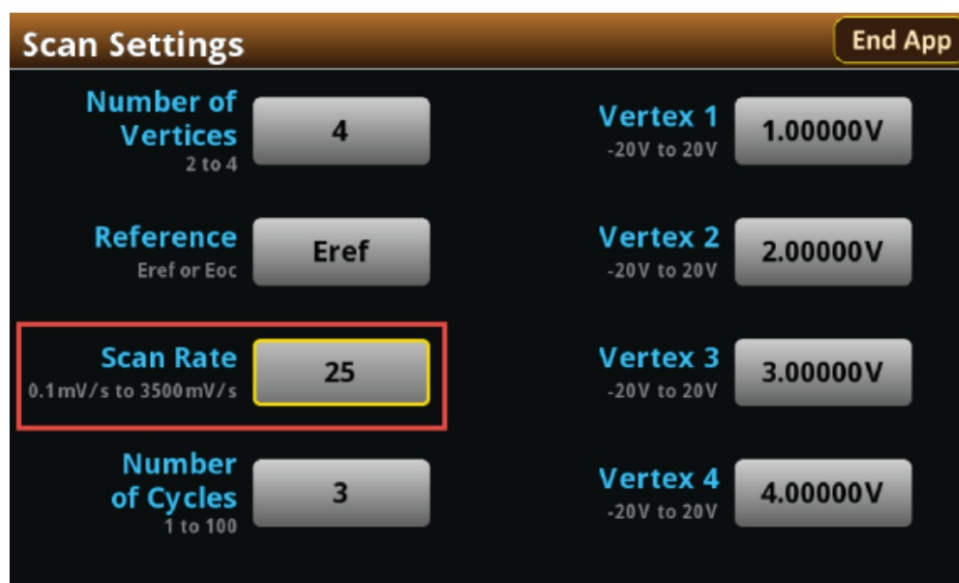 Scan Settings
End App
Number of
Vertices
2 to 4
4
Vertex 1
-20V to 20V
1.00000V
Reference
Eref or Eoc
Eref
Vertex 2
-20V to 20V
2.00000V
Scan Rate
0.1mV/s to 3500mV/s
25
Vertex 3
-20V to 20V
3.00000V
Number
of Cycles
1 to 100
3
Vertex 4
-20V to 20V
4.00000V